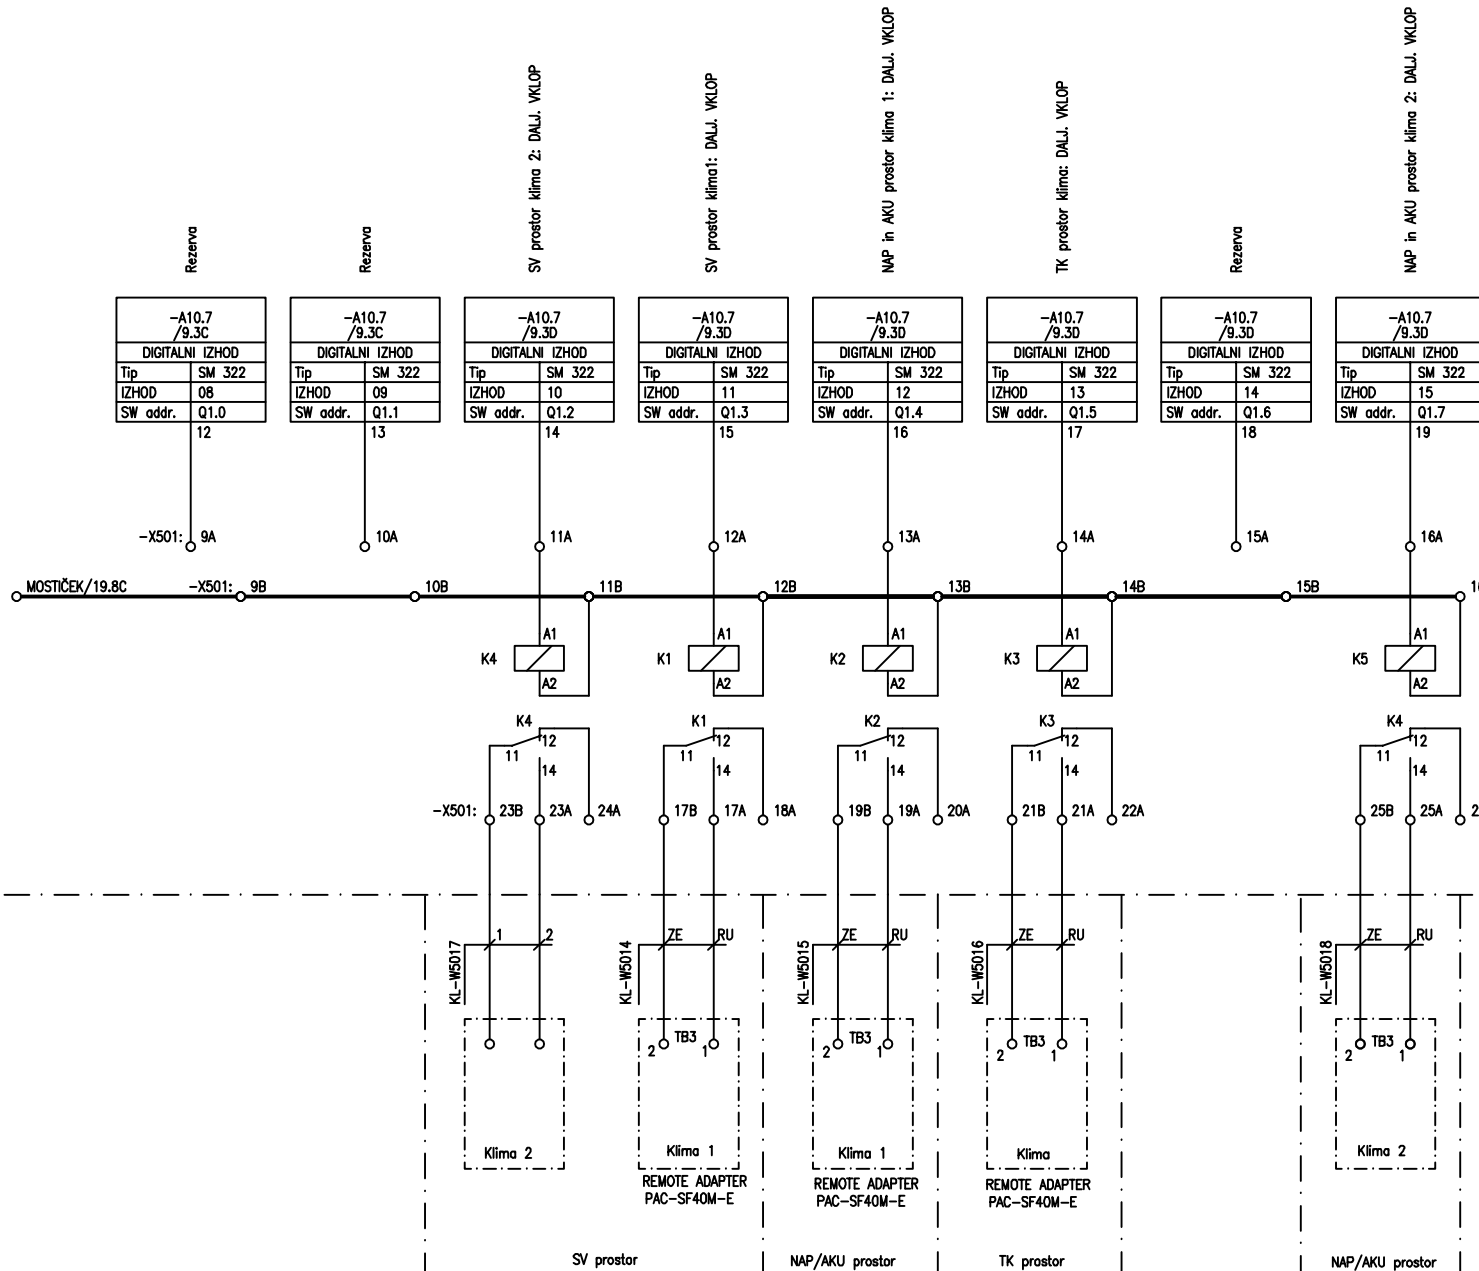 Rezerva
Rezerva
SV prostor klima 2: DALJ. VKLOP
SV prostor klima1: DALJ. VKLOP
NAP in AKU prostor klima 1: DALJ. VKLOP
TK prostor klima: DALJ. VKLOP
Rezerva
NAP in AKU prostor klima 2: DALJ. VKLOP
-A10.7
/9.3C
DIGITALNI IZHOD
Tip SM 322
IZHOD 08
SW addr. Q1.0
12
-A10.7
/9.3C
DIGITALNI IZHOD
Tip SM 322
IZHOD 09
SW addr. Q1.1
13
-A10.7
/9.3D
DIGITALNI IZHOD
Tip SM 322
IZHOD 10
SW addr. Q1.2
14
-A10.7
/9.3D
DIGITALNI IZHOD
Tip SM 322
IZHOD 11
SW addr. Q1.3
15
-A10.7
/9.3D
DIGITALNI IZHOD
Tip SM 322
IZHOD 12
SW addr. Q1.4
16
-A10.7
/9.3D
DIGITALNI IZHOD
Tip SM 322
IZHOD 13
SW addr. Q1.5
17
-A10.7
/9.3D
DIGITALNI IZHOD
Tip SM 322
IZHOD 14
SW addr. Q1.6
18
-A10.7
/9.3D
DIGITALNI IZHOD
Tip SM 322
IZHOD 15
SW addr. Q1.7
19
-X501: 9A 10A 11A 12A 13A 14A 15A 16A
MOSTIČEK/19.8C -X501: 9B 10B 11B 12B 13B 14B 15B
A1 A1 A1 A1 A1
K4 K1 K2 K3 K5
A2 A2 A2 A2 A2
K4 K1 K2 K3 K4
12 12 12 12 12
11 11 11 11 11
14 14 14 14 14
-X501: 23B 23A 24A 17B 17A 18A 19B 19A 20A 21B 21A 22A 25B 25A
1 2 ZE RU ZE RU ZE RU ZE RU
KL-W5017 KL-W5014 KL-W5015 KL-W5016 KL-W5018
2 TB3 1 2 TB3 1 2 TB3 1 2 TB3 1
Klima 2 Klima 1 Klima 1 Klima Klima 2
REMOTE ADAPTER
PAC-SF40M-E
REMOTE ADAPTER
PAC-SF40M-E
REMOTE ADAPTER
PAC-SF40M-E
SV prostor NAP/AKU prostor TK prostor NAP/AKU prostor